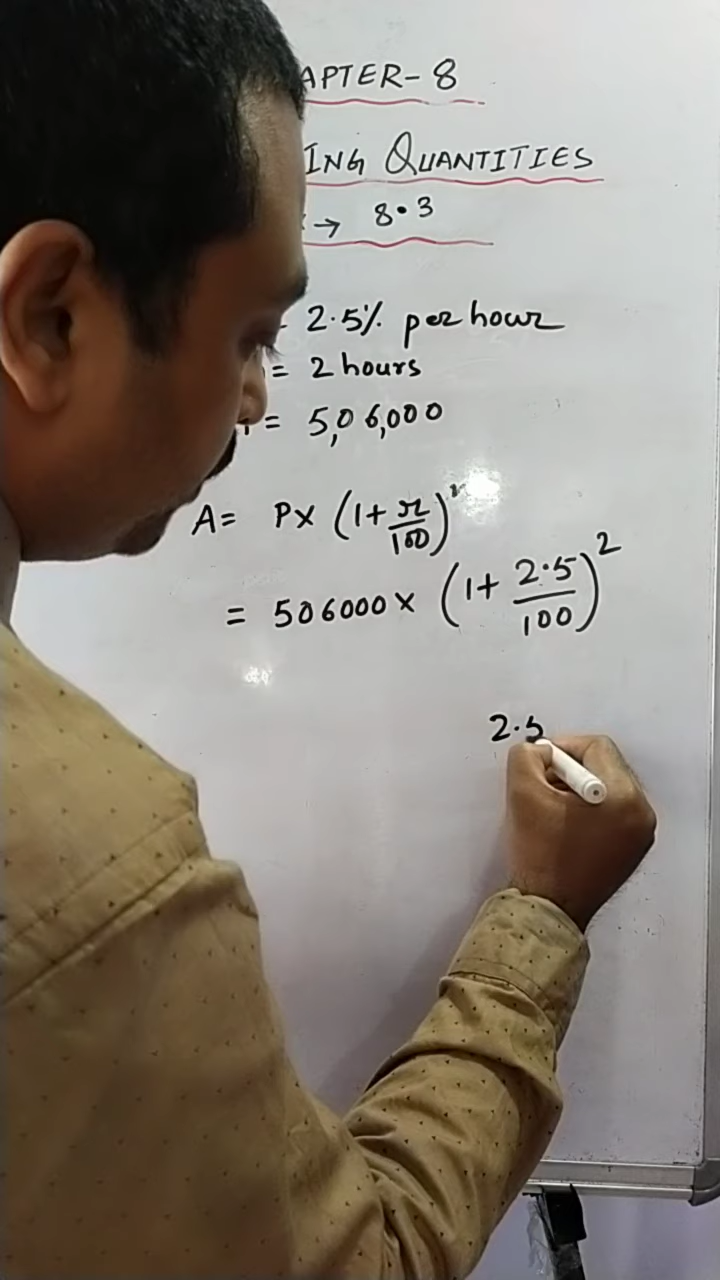 APTER-8
ING QUANTITIES
→ 8.3
2.5% per hour
= 2 hours
= 5,06,000
A = P× (1+r/100)^n
= 506000 × (1+ 2.5/100)^2
2.5